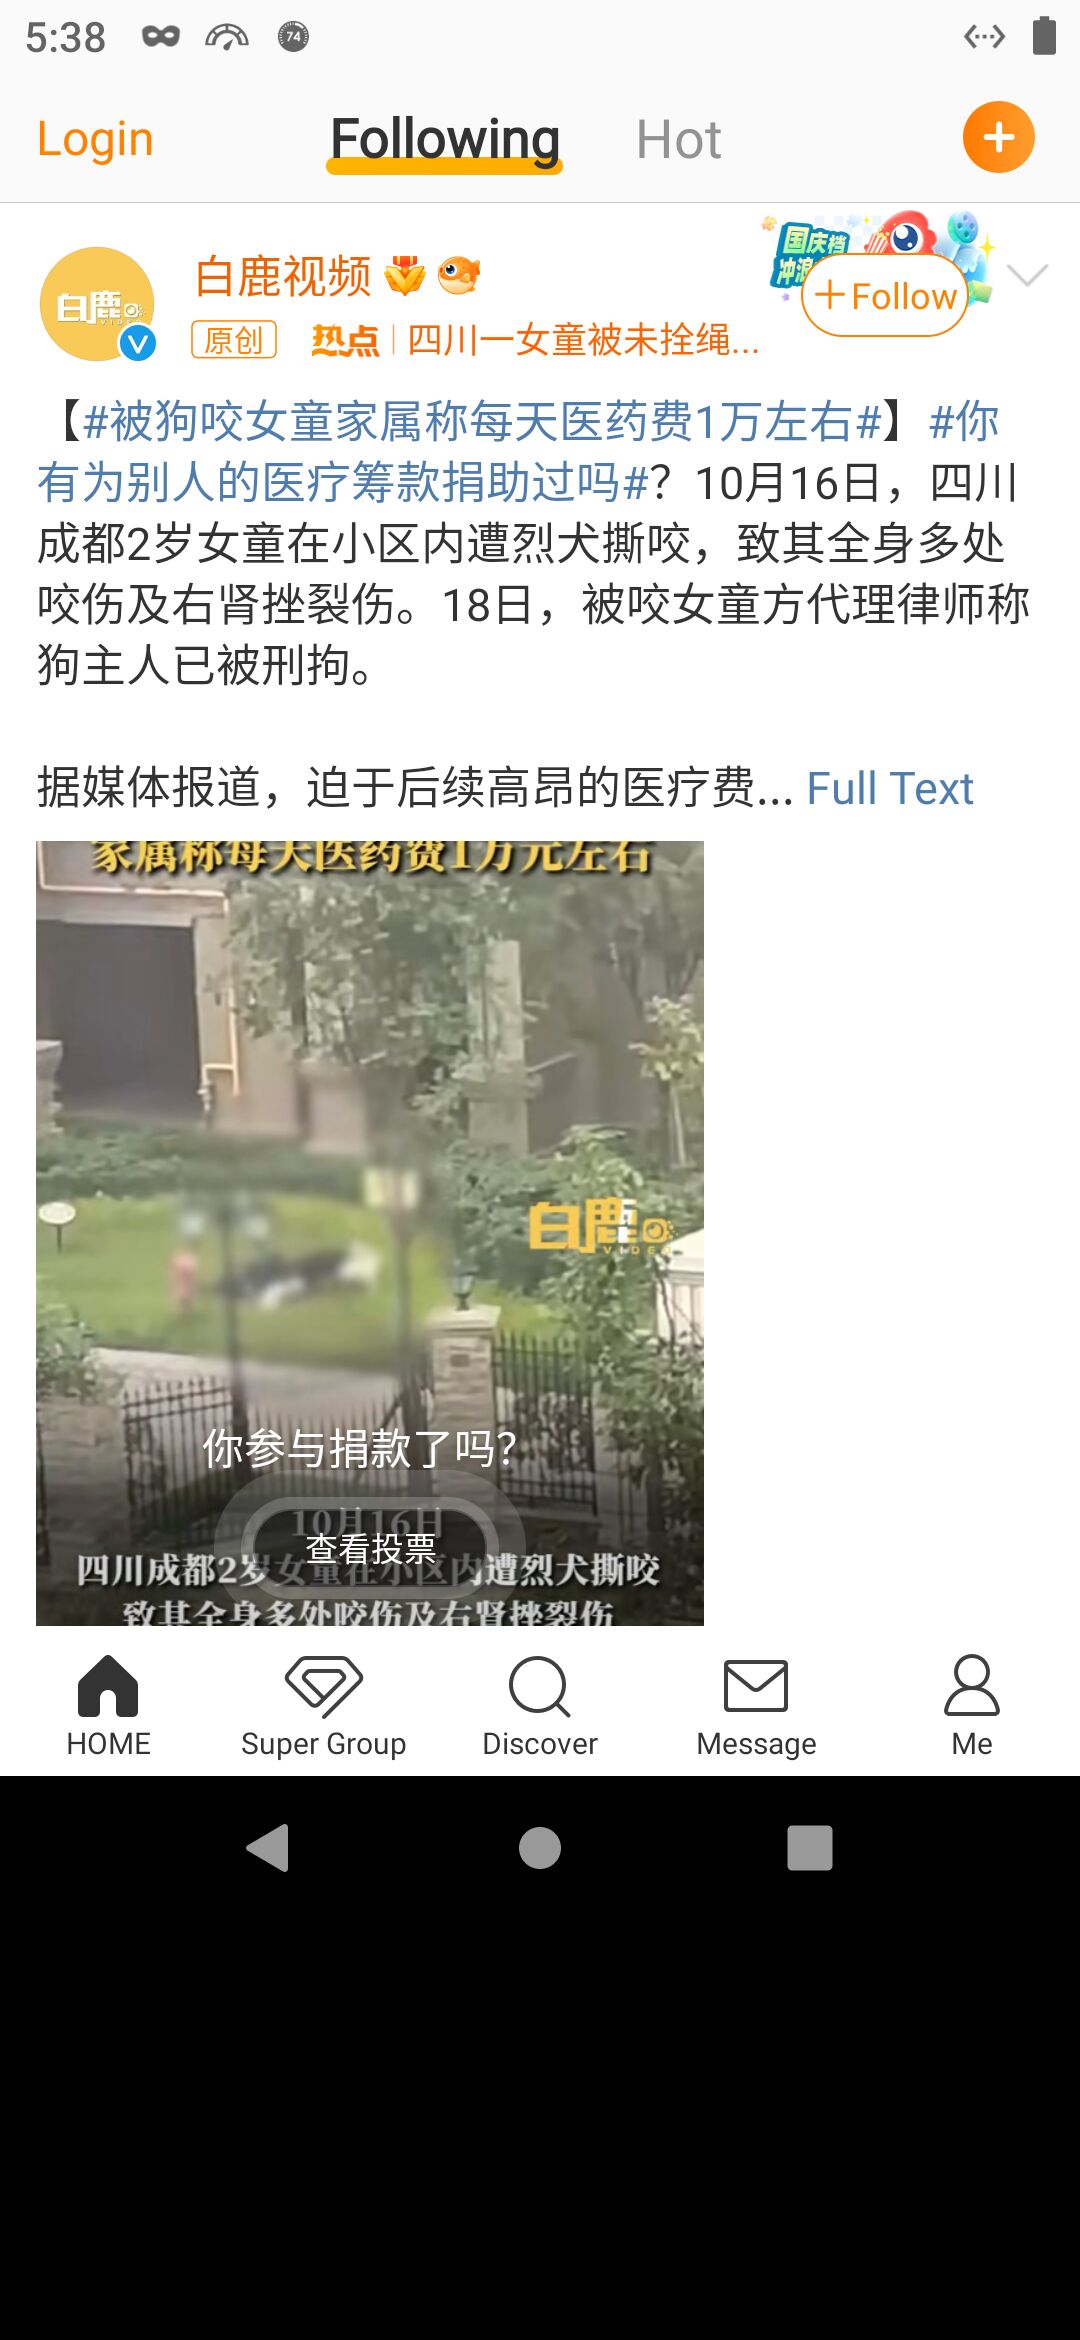 5:38
74
Login
Following
Hot
白鹿视频
国庆档
+Follow
白鹿
VIDEO
原创
热点
四川一女童被未拴绳...
【#被狗咬女童家属称每天医药费1万左右#】#你
有为别人的医疗筹款捐助过吗#？10月16日，四川
成都2岁女童在小区内遭烈犬撕咬，致其全身多处
咬伤及右肾挫裂伤。18日，被咬女童方代理律师称
狗主人已被刑拘。
据媒体报道，迫于后续高昂的医疗费... Full Text
家属称每天医药费1万元左右
白鹿
VIDEO
你参与捐款了吗？
10月16日
查看投票
四川成都2岁女童在小区内遭烈犬撕咬
致其全身多处咬伤及右肾挫裂伤
HOME
Super Group
Discover
Message
Me